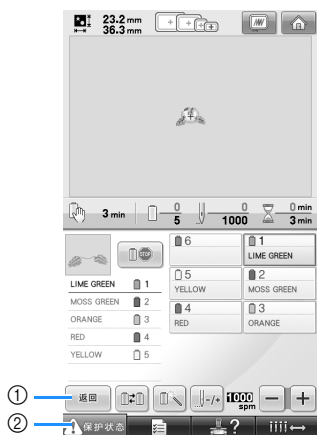 23.2 mm
36.3 mm
3 min
0
5
0
1000
0 min
3 min
6
1
LIME GREEN
5
YELLOW
2
MOSS GREEN
4
RED
3
ORANGE
STOP
LIME GREEN 1
MOSS GREEN 2
ORANGE 3
RED 4
YELLOW 5
① 返回
-/+
1000
spm
− +
② 保护状态
?